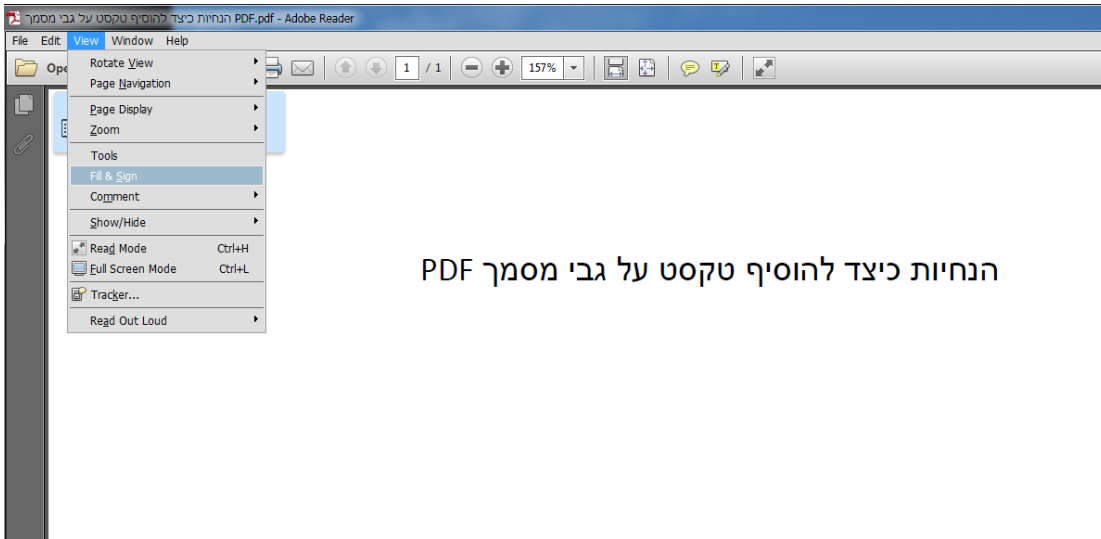 הנחיות כיצד להוסיף טקסט על גבי מסמך PDF.pdf - Adobe Reader
File Edit View Window Help
Ope 1 / 1 157%
Rotate View
Page Navigation
Page Display
Zoom
Tools
Fill & Sign
Comment
Show/Hide
Read Mode Ctrl+H
Full Screen Mode Ctrl+L
Tracker...
Read Out Loud
הנחיות כיצד להוסיף טקסט על גבי מסמך PDF